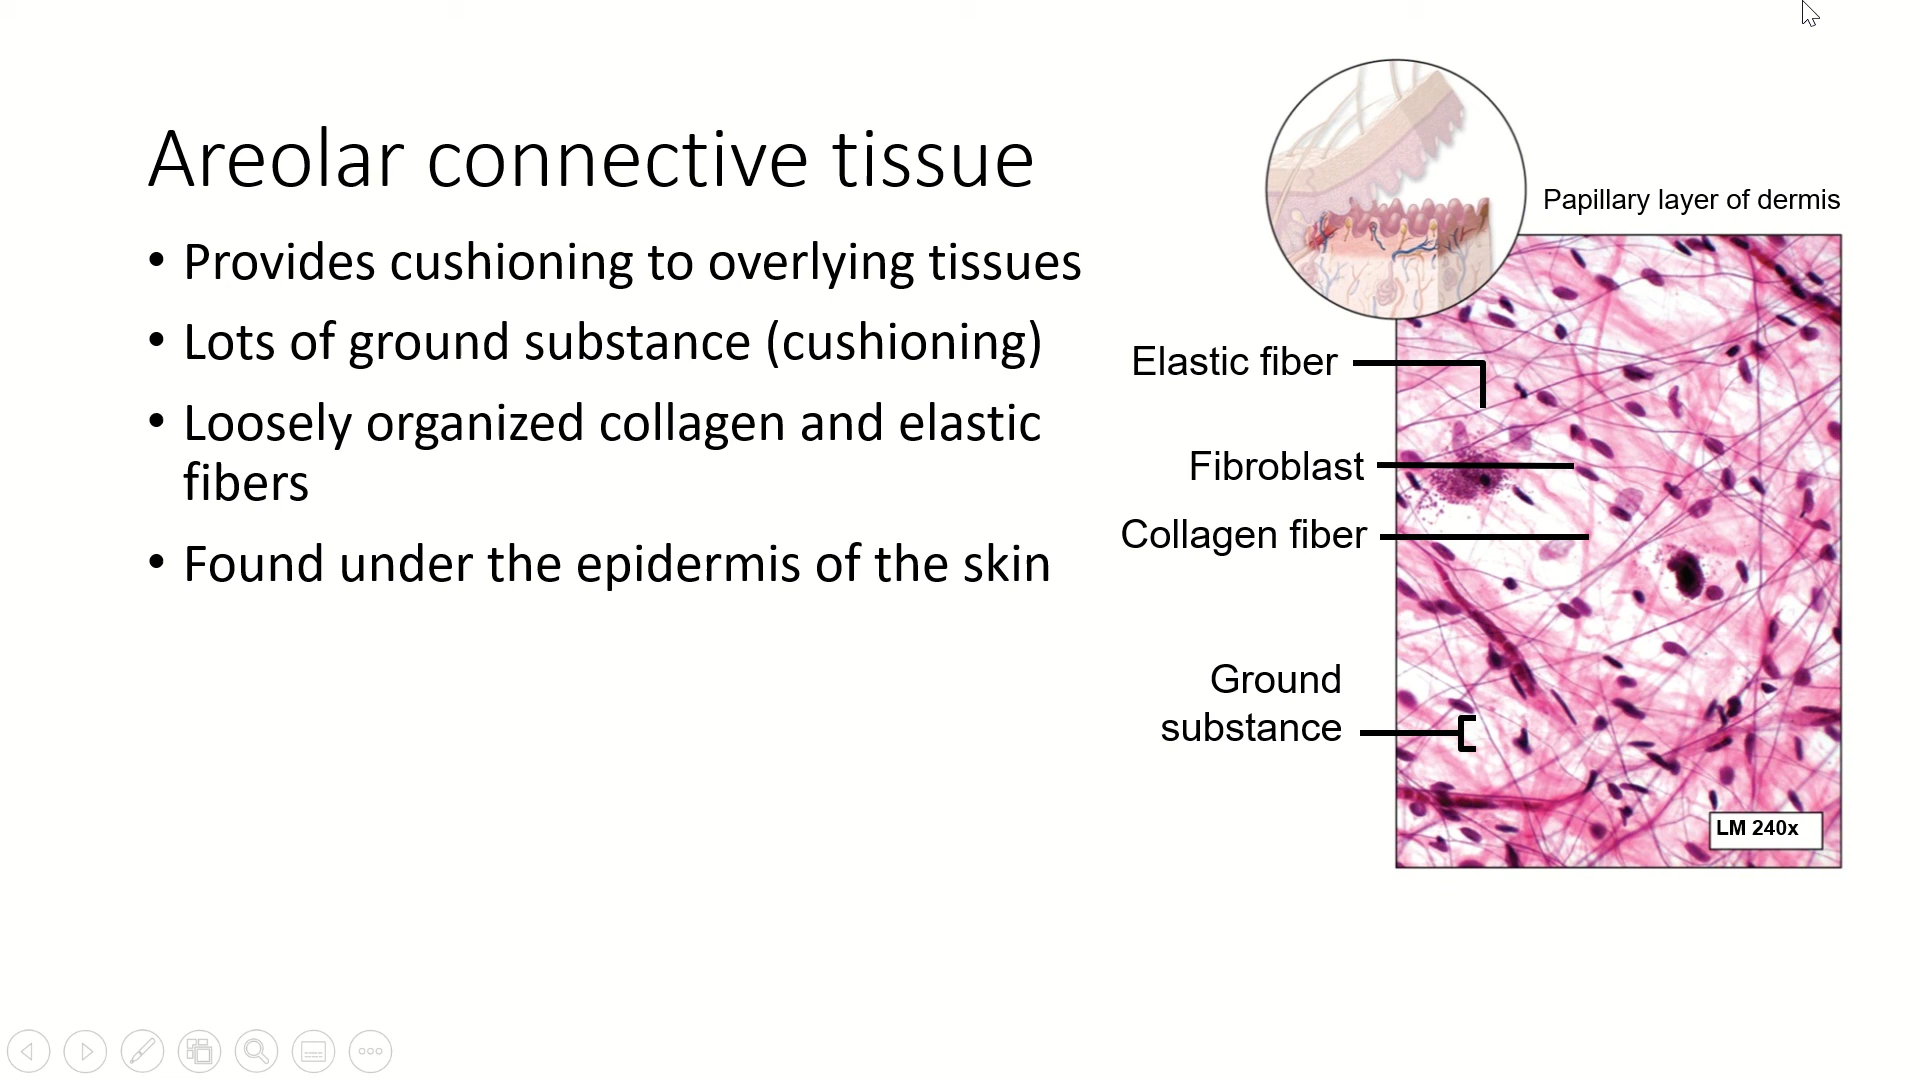 Areolar connective tissue
• Provides cushioning to overlying tissues
• Lots of ground substance (cushioning)
• Loosely organized collagen and elastic
fibers
• Found under the epidermis of the skin
Papillary layer of dermis
Elastic fiber
Fibroblast
Collagen fiber
Ground
substance
LM 240x